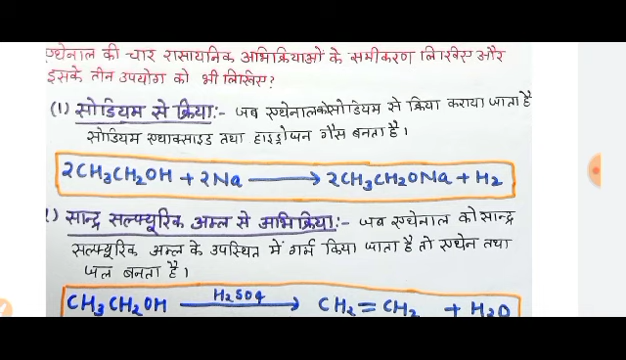 एथेनाल की चार रासायनिक अभिक्रियाओं के समीकरण लिखिए और
इसके तीन उपयोग को भी लिखिए?
(1) सोडियम से क्रिया:- जब एथेनाल को सोडियम से क्रिया कराया जाता है
सोडियम एथाक्साइड तथा हाइड्रोजन गैस बनता है।
2CH3CH2OH + 2Na ⟶ 2CH3CH2ONa + H2
) सान्द्र सल्फ्यूरिक अम्ल से अभिक्रिया:- जब एथेनाल को सान्द्र
सल्फ्यूरिक अम्ल के उपस्थित में गर्म किया जाता है तो एथेन तथा
जल बनता है।
CH3CH2OH ⟶ H2SO4 CH2=CH2 + H2O